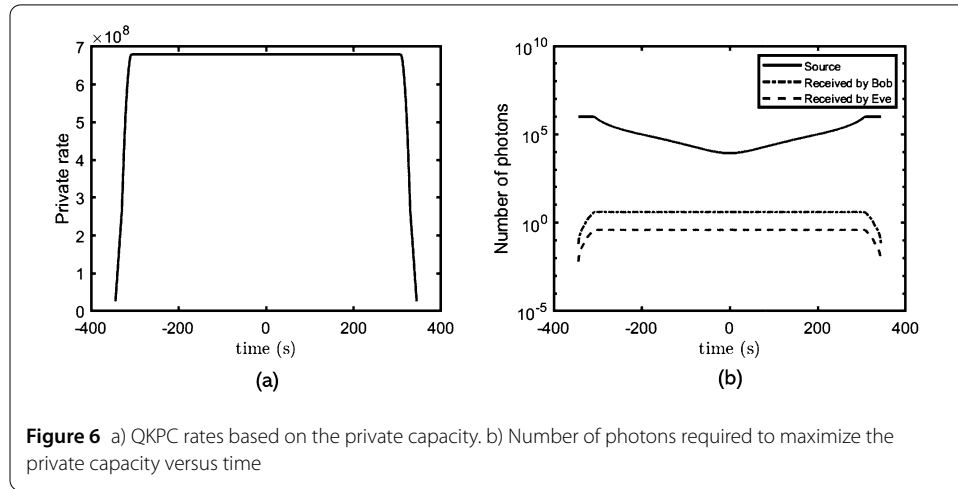 ×10⁸
7
6
5
4
3
2
1
0
Private rate
-400 -200 0 200 400
time (s)
(a)
10¹⁰
10⁵
10⁰
10⁻⁵
Number of photons
Source
Received by Bob
Received by Eve
-400 -200 0 200 400
time (s)
(b)
Figure 6 a) QKPC rates based on the private capacity. b) Number of photons required to maximize the
private capacity versus time